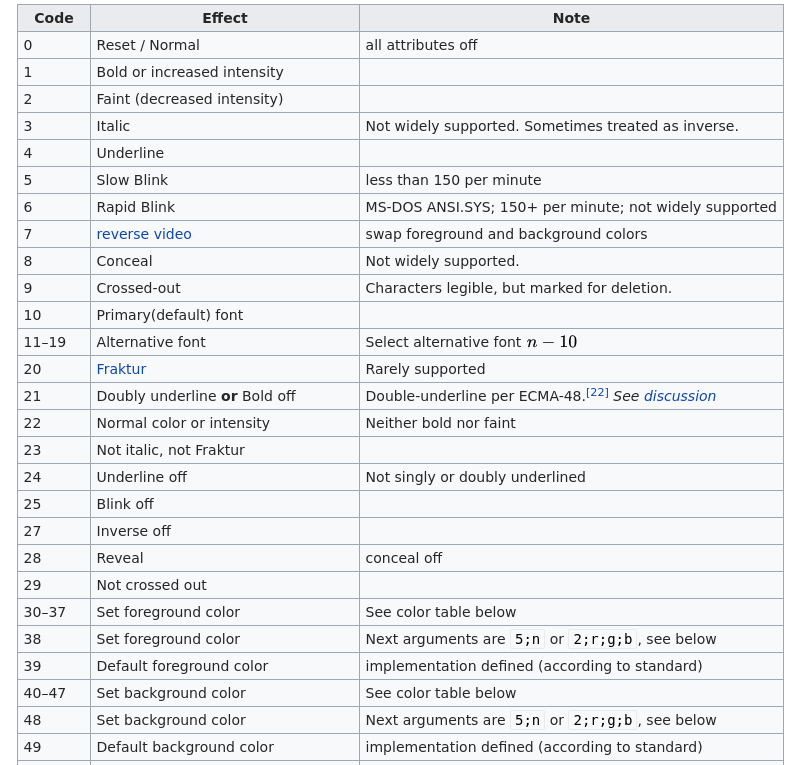 Code Effect Note
0 Reset / Normal all attributes off
1 Bold or increased intensity
2 Faint (decreased intensity)
3 Italic Not widely supported. Sometimes treated as inverse.
4 Underline
5 Slow Blink less than 150 per minute
6 Rapid Blink MS-DOS ANSI.SYS; 150+ per minute; not widely supported
7 reverse video swap foreground and background colors
8 Conceal Not widely supported.
9 Crossed-out Characters legible, but marked for deletion.
10 Primary(default) font
11–19 Alternative font Select alternative font n − 10
20 Fraktur Rarely supported
21 Doubly underline or Bold off Double-underline per ECMA-48.[22] See discussion
22 Normal color or intensity Neither bold nor faint
23 Not italic, not Fraktur
24 Underline off Not singly or doubly underlined
25 Blink off
27 Inverse off
28 Reveal conceal off
29 Not crossed out
30–37 Set foreground color See color table below
38 Set foreground color Next arguments are 5;n or 2;r;g;b, see below
39 Default foreground color implementation defined (according to standard)
40–47 Set background color See color table below
48 Set background color Next arguments are 5;n or 2;r;g;b, see below
49 Default background color implementation defined (according to standard)